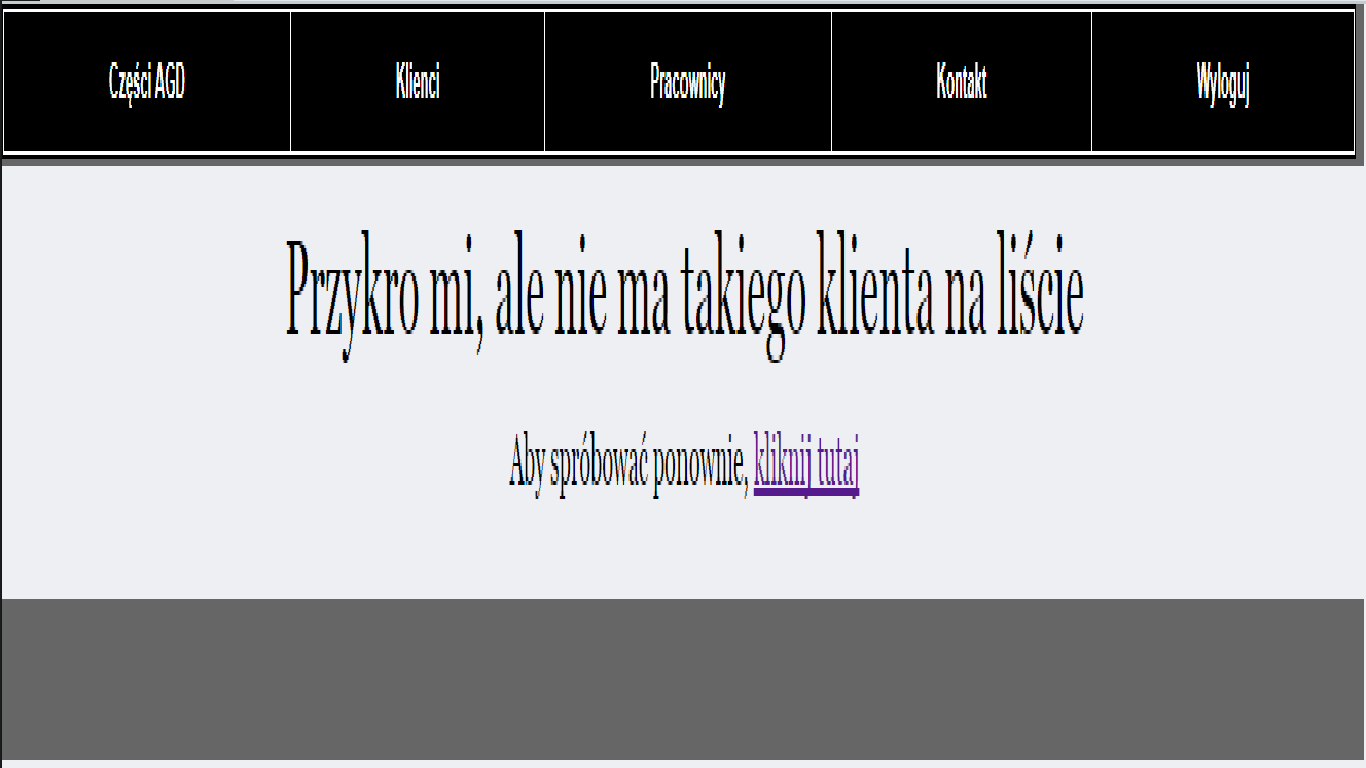 Części AGD Klienci Pracownicy Kontakt Wyloguj
Przykro mi, ale nie ma takiego klienta na liście
Aby spróbować ponownie, kliknij tutaj